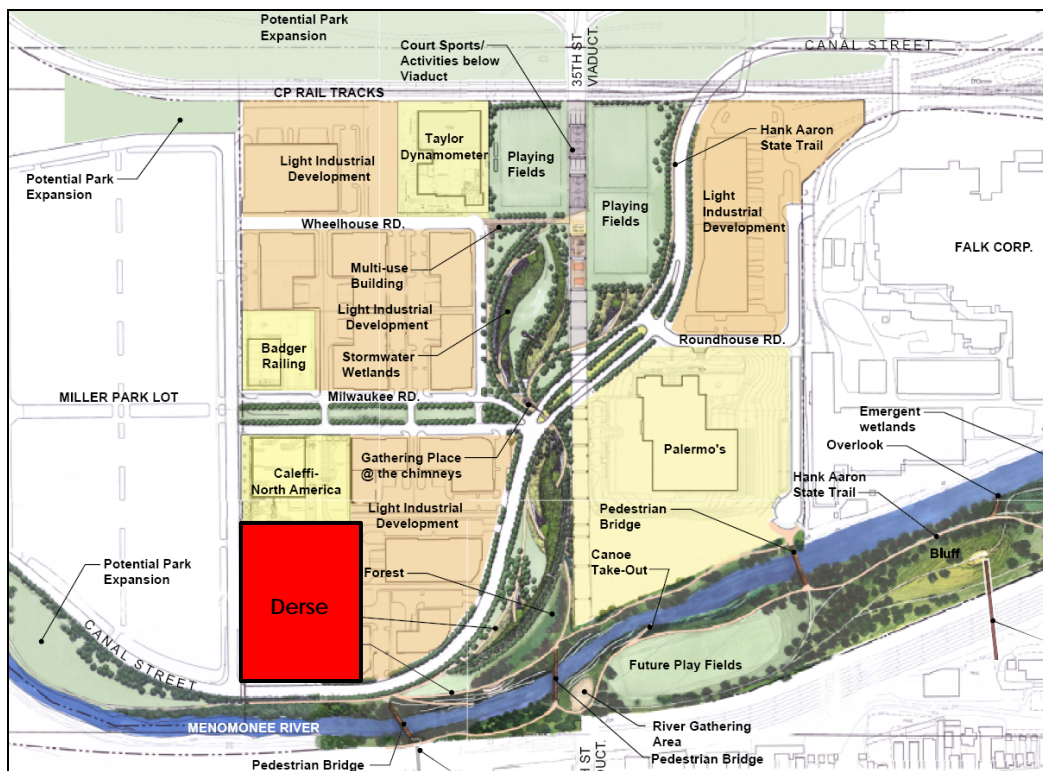 Potential Park
Expansion
Court Sports/
Activities below
Viaduct
35TH ST
VIADUCT.
CANAL STREET
CP RAIL TRACKS
Hank Aaron
State Trail
Taylor
Dynamometer
Light Industrial
Development
Playing
Fields
Potential Park
Expansion
Light
Industrial
Development
Playing
Fields
Wheelhouse RD.
FALK CORP.
Multi-use
Building
Light Industrial
Development
Stormwater
Wetlands
Roundhouse RD.
Badger
Railing
MILLER PARK LOT
Milwaukee RD.
Emergent
wetlands
Overlook
Gathering Place
@ the chimneys
Palermo's
Caleffi-
North America
Hank Aaron
State Trail
Light Industrial
Development
Pedestrian
Bridge
Canoe
Take-Out
Bluff
Potential Park
Expansion
Forest
Derse
CANAL STREET
Future Play Fields
MENOMONEE RIVER
River Gathering
Area
Pedestrian Bridge
Pedestrian Bridge
ST
VIADUCT.